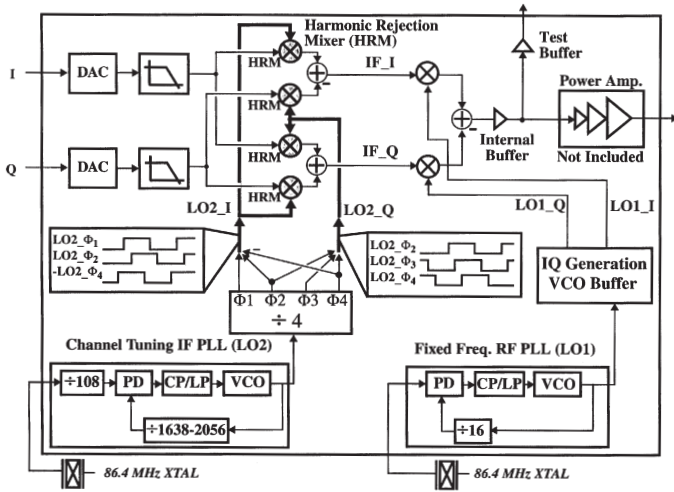 Harmonic Rejection
Mixer (HRM)
Test
Buffer
I
DAC
HRM
IF_I
Power Amp.
HRM
Internal
Buffer
Not Included
Q
DAC
HRM
IF_Q
HRM
LO2_I
LO2_Q
LO1_Q
LO1_I
LO2_Φ1
LO2_Φ2
-LO2_Φ4
LO2_Φ2
LO2_Φ3
LO2_Φ4
IQ Generation
VCO Buffer
Φ1 Φ2 Φ3 Φ4
÷ 4
Channel Tuning IF PLL (LO2)
÷108
PD
CP/LP
VCO
÷1638-2056
86.4 MHz XTAL
Fixed Freq. RF PLL (LO1)
PD
CP/LP
VCO
÷16
86.4 MHz XTAL